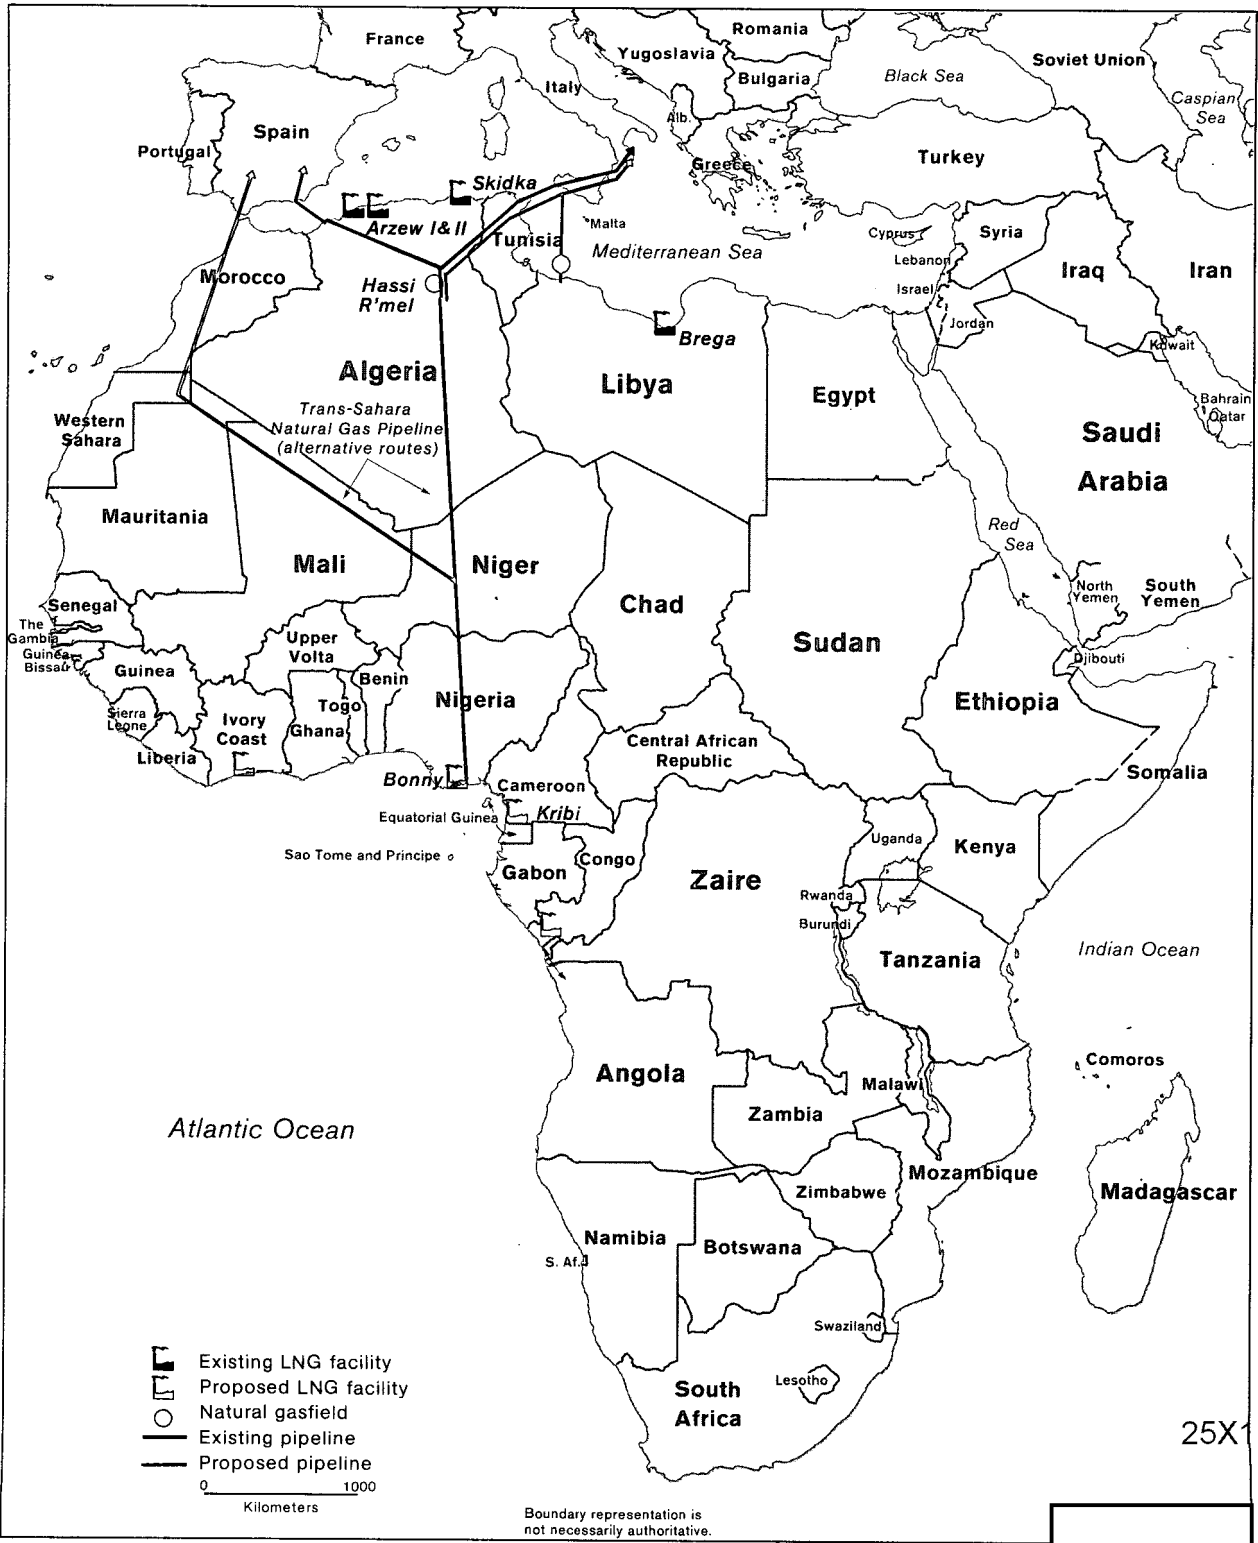 Romania
France
Yugoslavia
Soviet Union
Black Sea
Bulgaria
Italy
Caspian
Sea
Alb.
Spain
Portugal
Turkey
Greece
Skidka
Arzew I & II
Malta
Tunisia
Mediterranean Sea
Cyprus
Syria
Lebanon
Iraq
Iran
Morocco
Hassi
R'mel
Israel
Jordan
Brega
Kuwait
Algeria
Libya
Egypt
Bahrain
Qatar
Trans-Sahara
Natural Gas Pipeline
(alternative routes)
Western
Sahara
Saudi
Arabia
Mauritania
Red
Sea
Mali
Niger
Chad
North
Yemen
South
Yemen
Senegal
The
Gambia
Guinea
Bissau
Upper
Volta
Sudan
Djibouti
Guinea
Benin
Nigeria
Ethiopia
Togo
Sierra
Leone
Ivory
Coast
Ghana
Central African
Republic
Liberia
Somalia
Bonny
Cameroon
Kribi
Equatorial Guinea
Uganda
Kenya
Sao Tome and Principe
Congo
Gabon
Zaire
Rwanda
Burundi
Tanzania
Indian Ocean
Comoros
Angola
Malawi
Zambia
Atlantic Ocean
Mozambique
Zimbabwe
Madagascar
Namibia
Botswana
S. Af.
Swaziland
Lesotho
South
Africa
Existing LNG facility
Proposed LNG facility
Natural gasfield
Existing pipeline
Proposed pipeline
0 1000
Kilometers
25X1
Boundary representation is
not necessarily authoritative.